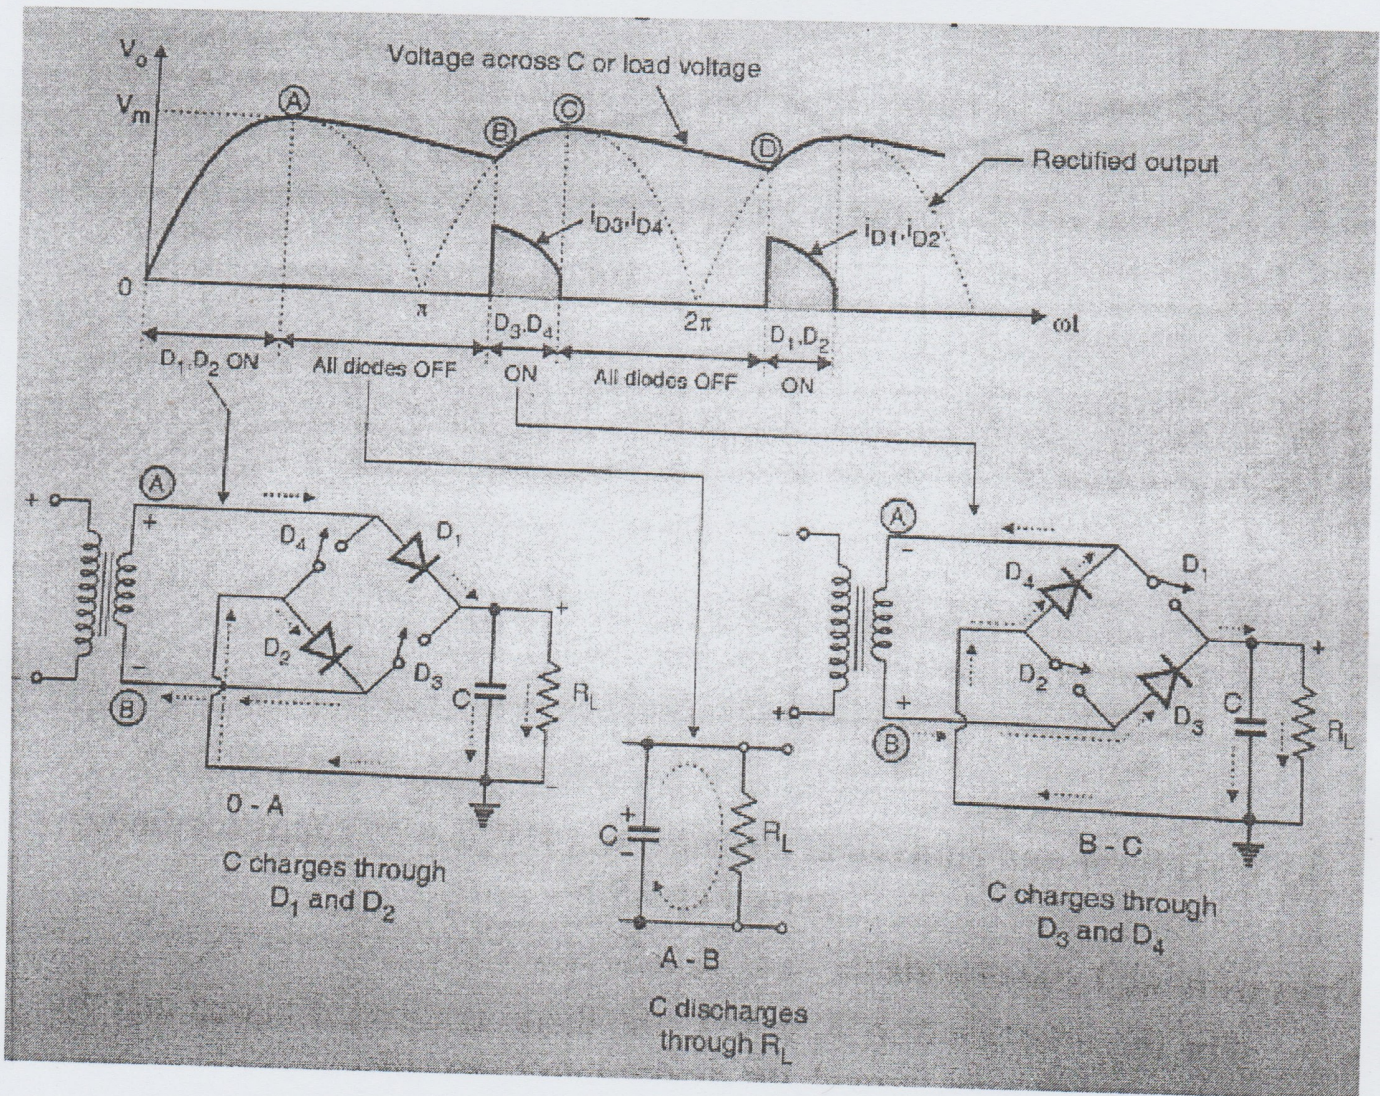 Vo
Voltage across C or load voltage
Vm
A
B
C
D
Rectified output
iD3,iD4
iD1,iD2
0
π
2π
ωt
D3,D4
D1,D2
D1,D2 ON
All diodes OFF
ON
All diodes OFF
ON
+
A
+
D4
D1
D2
D3
+
C
RL
-
-
B
-
0 - A
C charges through
D1 and D2
+
C
-
RL
A - B
C discharges
through RL
-
A
-
D4
D1
D2
D3
+
C
RL
+
+
B
B - C
C charges through
D3 and D4